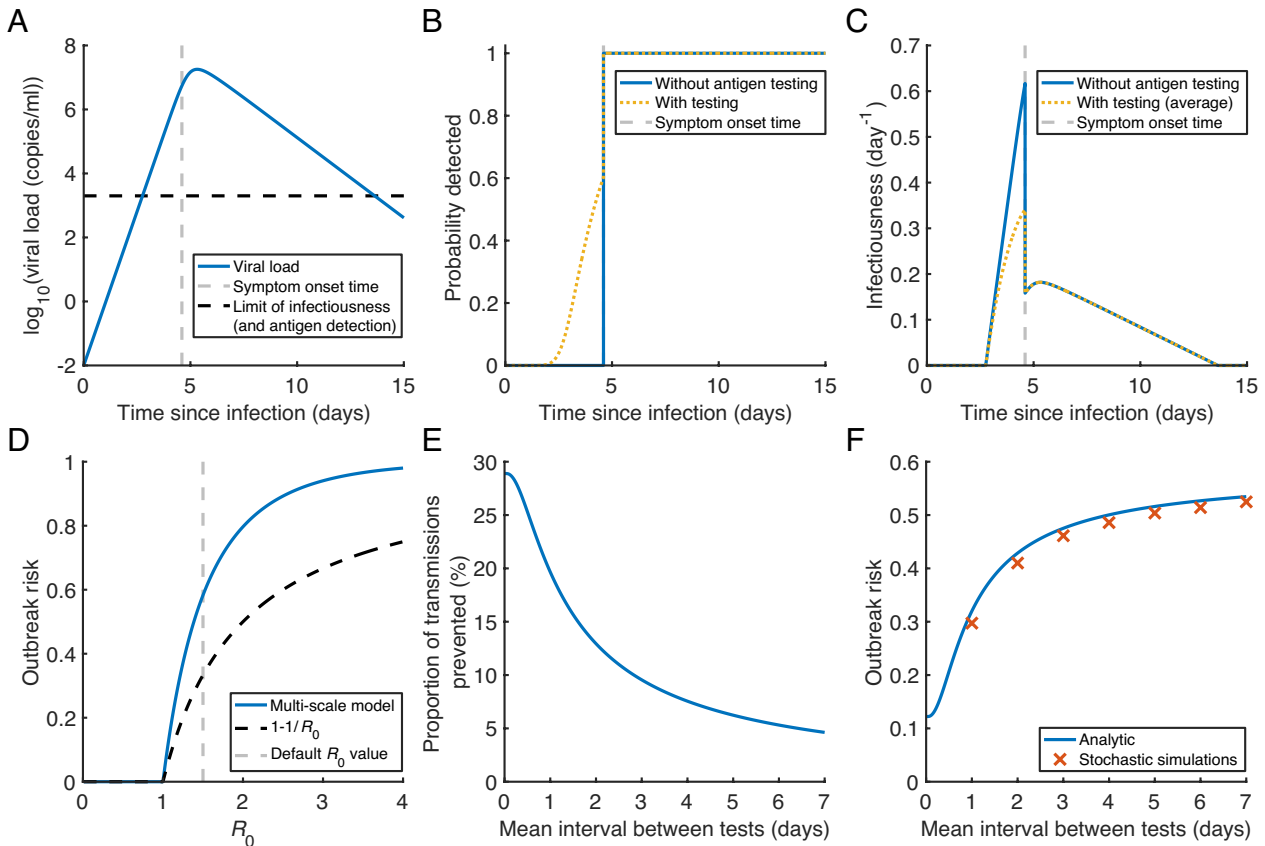 A
8
6
4
2
0
-2
0 5 10 15
log10(viral load (copies/ml))
Time since infection (days)
Viral load
Symptom onset time
Limit of infectiousness
(and antigen detection)
B
1
0.8
0.6
0.4
0.2
0
0 5 10 15
Probability detected
Time since infection (days)
Without antigen testing
With testing
Symptom onset time
C
0.7
0.6
0.5
0.4
0.3
0.2
0.1
0
0 5 10 15
Infectiousness (day-1)
Time since infection (days)
Without antigen testing
With testing (average)
Symptom onset time
D
1
0.8
0.6
0.4
0.2
0
0 1 2 3 4
Outbreak risk
R0
Multi-scale model
1-1/R0
Default R0 value
E
30
25
20
15
10
5
0
0 1 2 3 4 5 6 7
Proportion of transmissions
prevented (%)
Mean interval between tests (days)
F
0.6
0.5
0.4
0.3
0.2
0.1
0
0 1 2 3 4 5 6 7
Outbreak risk
Mean interval between tests (days)
Analytic
Stochastic simulations